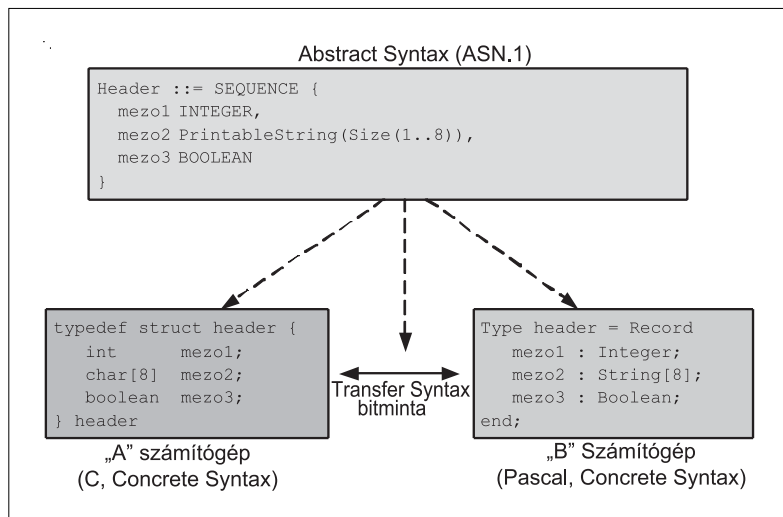 Abstract Syntax (ASN.1)
Header ::= SEQUENCE {
mezo1 INTEGER,
mezo2 PrintableString(Size(1..8)),
mezo3 BOOLEAN
}
typedef struct header {
int mezo1;
char[8] mezo2;
boolean mezo3;
} header
Transfer Syntax
bitminta
Type header = Record
mezo1 : Integer;
mezo2 : String[8];
mezo3 : Boolean;
end;
„A” számítógép
(C, Concrete Syntax)
„B” Számítógép
(Pascal, Concrete Syntax)